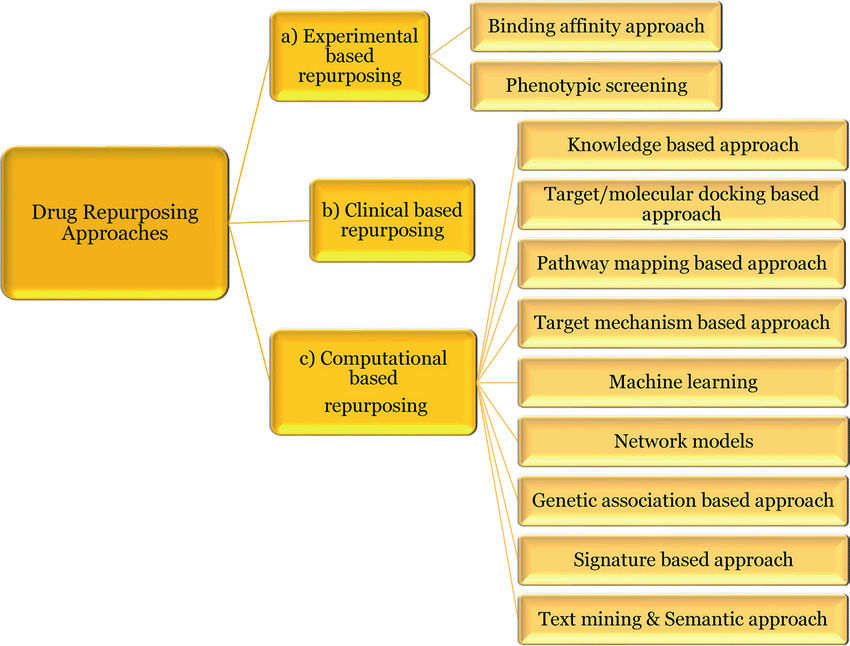 Drug Repurposing
Approaches
a) Experimental
based
repurposing
Binding affinity approach
Phenotypic screening
b) Clinical based
repurposing
c) Computational
based
repurposing
Knowledge based approach
Target/molecular docking based
approach
Pathway mapping based approach
Target mechanism based approach
Machine learning
Network models
Genetic association based approach
Signature based approach
Text mining & Semantic approach